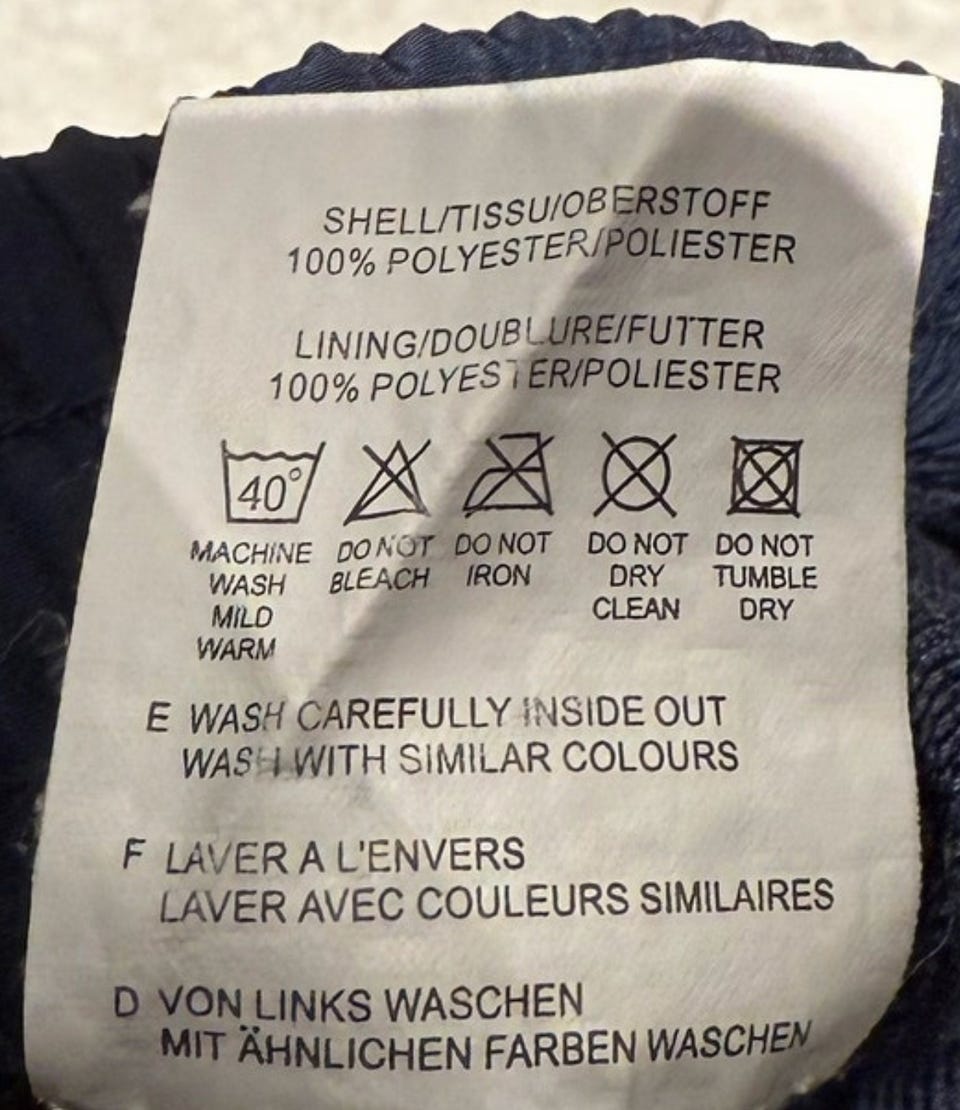 SHELL/TISSU/OBERSTOFF
100% POLYESTER/POLIESTER
LINING/DOUBLURE/FUTTER
100% POLYESTER/POLIESTER
40°
MACHINE WASH MILD WARM
DO NOT BLEACH
DO NOT IRON
DO NOT DRY CLEAN
DO NOT TUMBLE DRY
E WASH CAREFULLY INSIDE OUT
WASH WITH SIMILAR COLOURS
F LAVER A L'ENVERS
LAVER AVEC COULEURS SIMILAIRES
D VON LINKS WASCHEN
MIT ÄHNLICHEN FARBEN WASCHEN